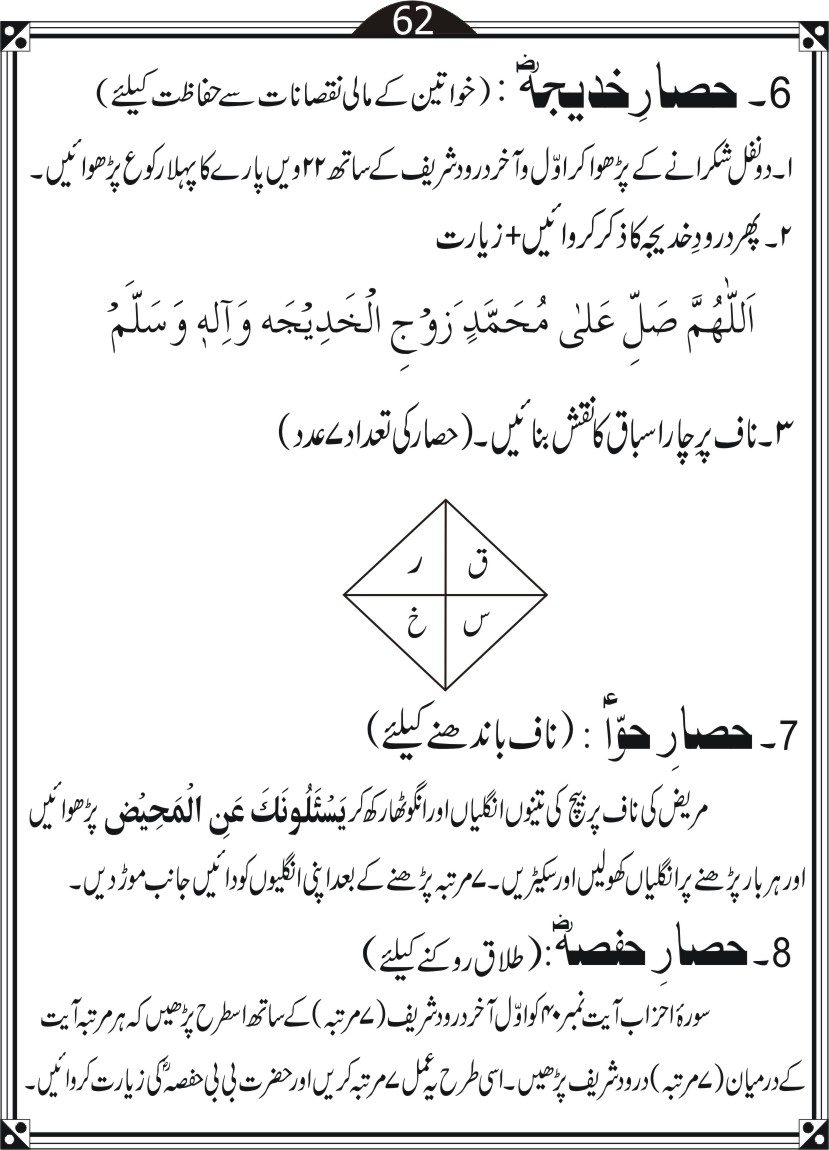 62
6۔ حصارِ خدیجہؓ : (خواتین کے مالی نقصانات سے حفاظت کیلئے)
۱۔دو نفل شکرانے کے پڑھوا کر اوّل و آخر درود شریف کے ساتھ ۲۲ ویں پارے کا پہلا رکوع پڑھوائیں۔
۲۔ پھر درودِ خدیجہ کا ذکر کروائیں+ زیارت
اَللّٰهُمَّ صَلِّ عَلٰی مُحَمَّدٍ زَوْجِ الْخَدِیْجَه وَآلِهٖ وَسَلَّمْ
۳۔ناف پر چار اسباق کا نقش بنائیں۔(حصار کی تعداد ۷ عدد)
ر ق
خ س
7۔ حصارِ حوّاؑ : (ناف باندھنے کیلئے)
مریض کی ناف پر بیچ کی تینوں انگلیاں اور انگوٹھا رکھ کر یَسْئَلُونَكَ عَنِ الْمَحِیْض پڑھوائیں
اور ہر بار پڑھنے پر انگلیاں کھولیں اور سکیڑیں۔ ۷ مرتبہ پڑھنے کے بعد اپنی انگلیوں کو دائیں جانب موڑ دیں۔
8۔ حصارِ حفصہؓ:(طلاق روکنے کیلئے)
سورۂ احزاب آیت نمبر ۴۰ کو اوّل آخر درود شریف (۷ مرتبہ) کے ساتھ اسطرح پڑھیں کہ ہر مرتبہ آیت
کے درمیان (۷ مرتبہ) درود شریف پڑھیں۔ اسی طرح یہ عمل ۷ مرتبہ کریں اور حضرت بی بی حفصہؓ کی زیارت کروائیں۔